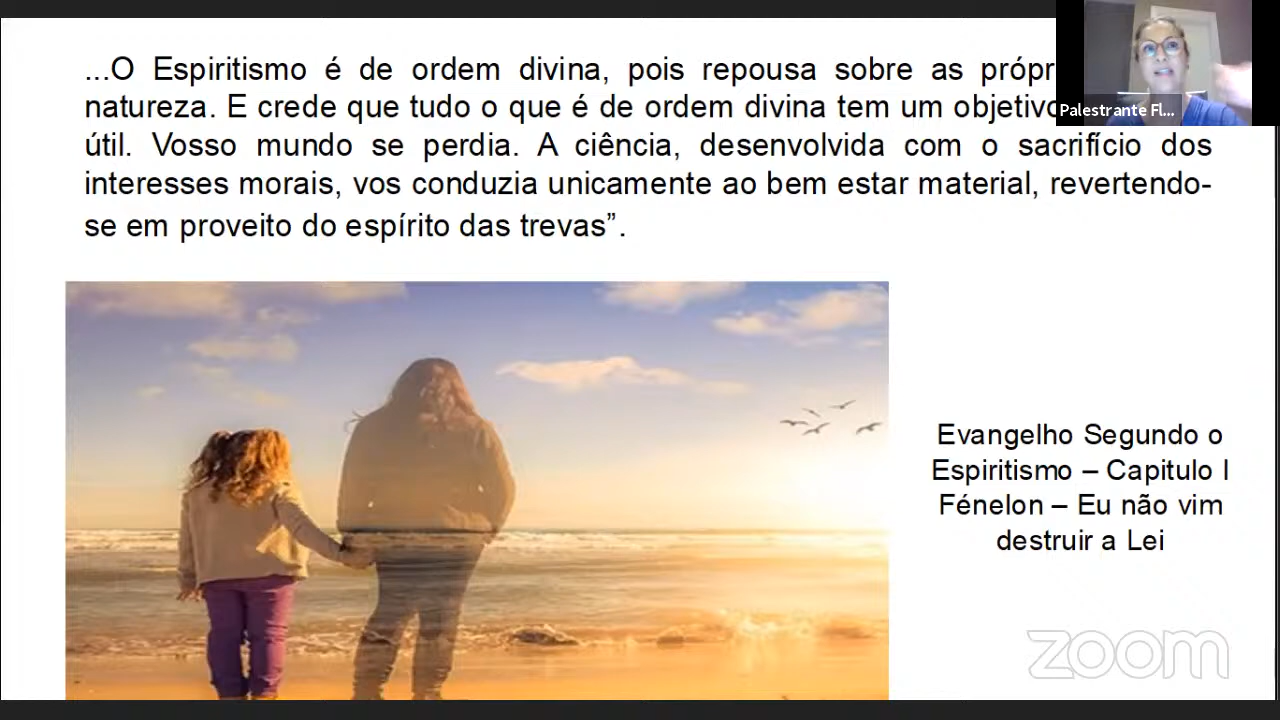 ...O Espiritismo é de ordem divina, pois repousa sobre as própr
natureza. E crede que tudo o que é de ordem divina tem um objetivo
útil. Vosso mundo se perdia. A ciência, desenvolvida com o sacrifício dos
interesses morais, vos conduzia unicamente ao bem estar material, revertendo-
se em proveito do espírito das trevas”.
Palestrante Fl...
Evangelho Segundo o
Espiritismo – Capitulo I
Fénelon – Eu não vim
destruir a Lei
zoom